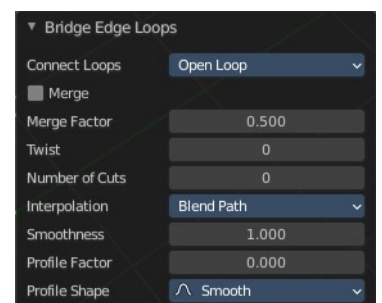 Bridge Edge Loops
Connect Loops Open Loop
Merge
Merge Factor 0.500
Twist 0
Number of Cuts 0
Interpolation Blend Path
Smoothness 1.000
Profile Factor 0.000
Profile Shape Smooth